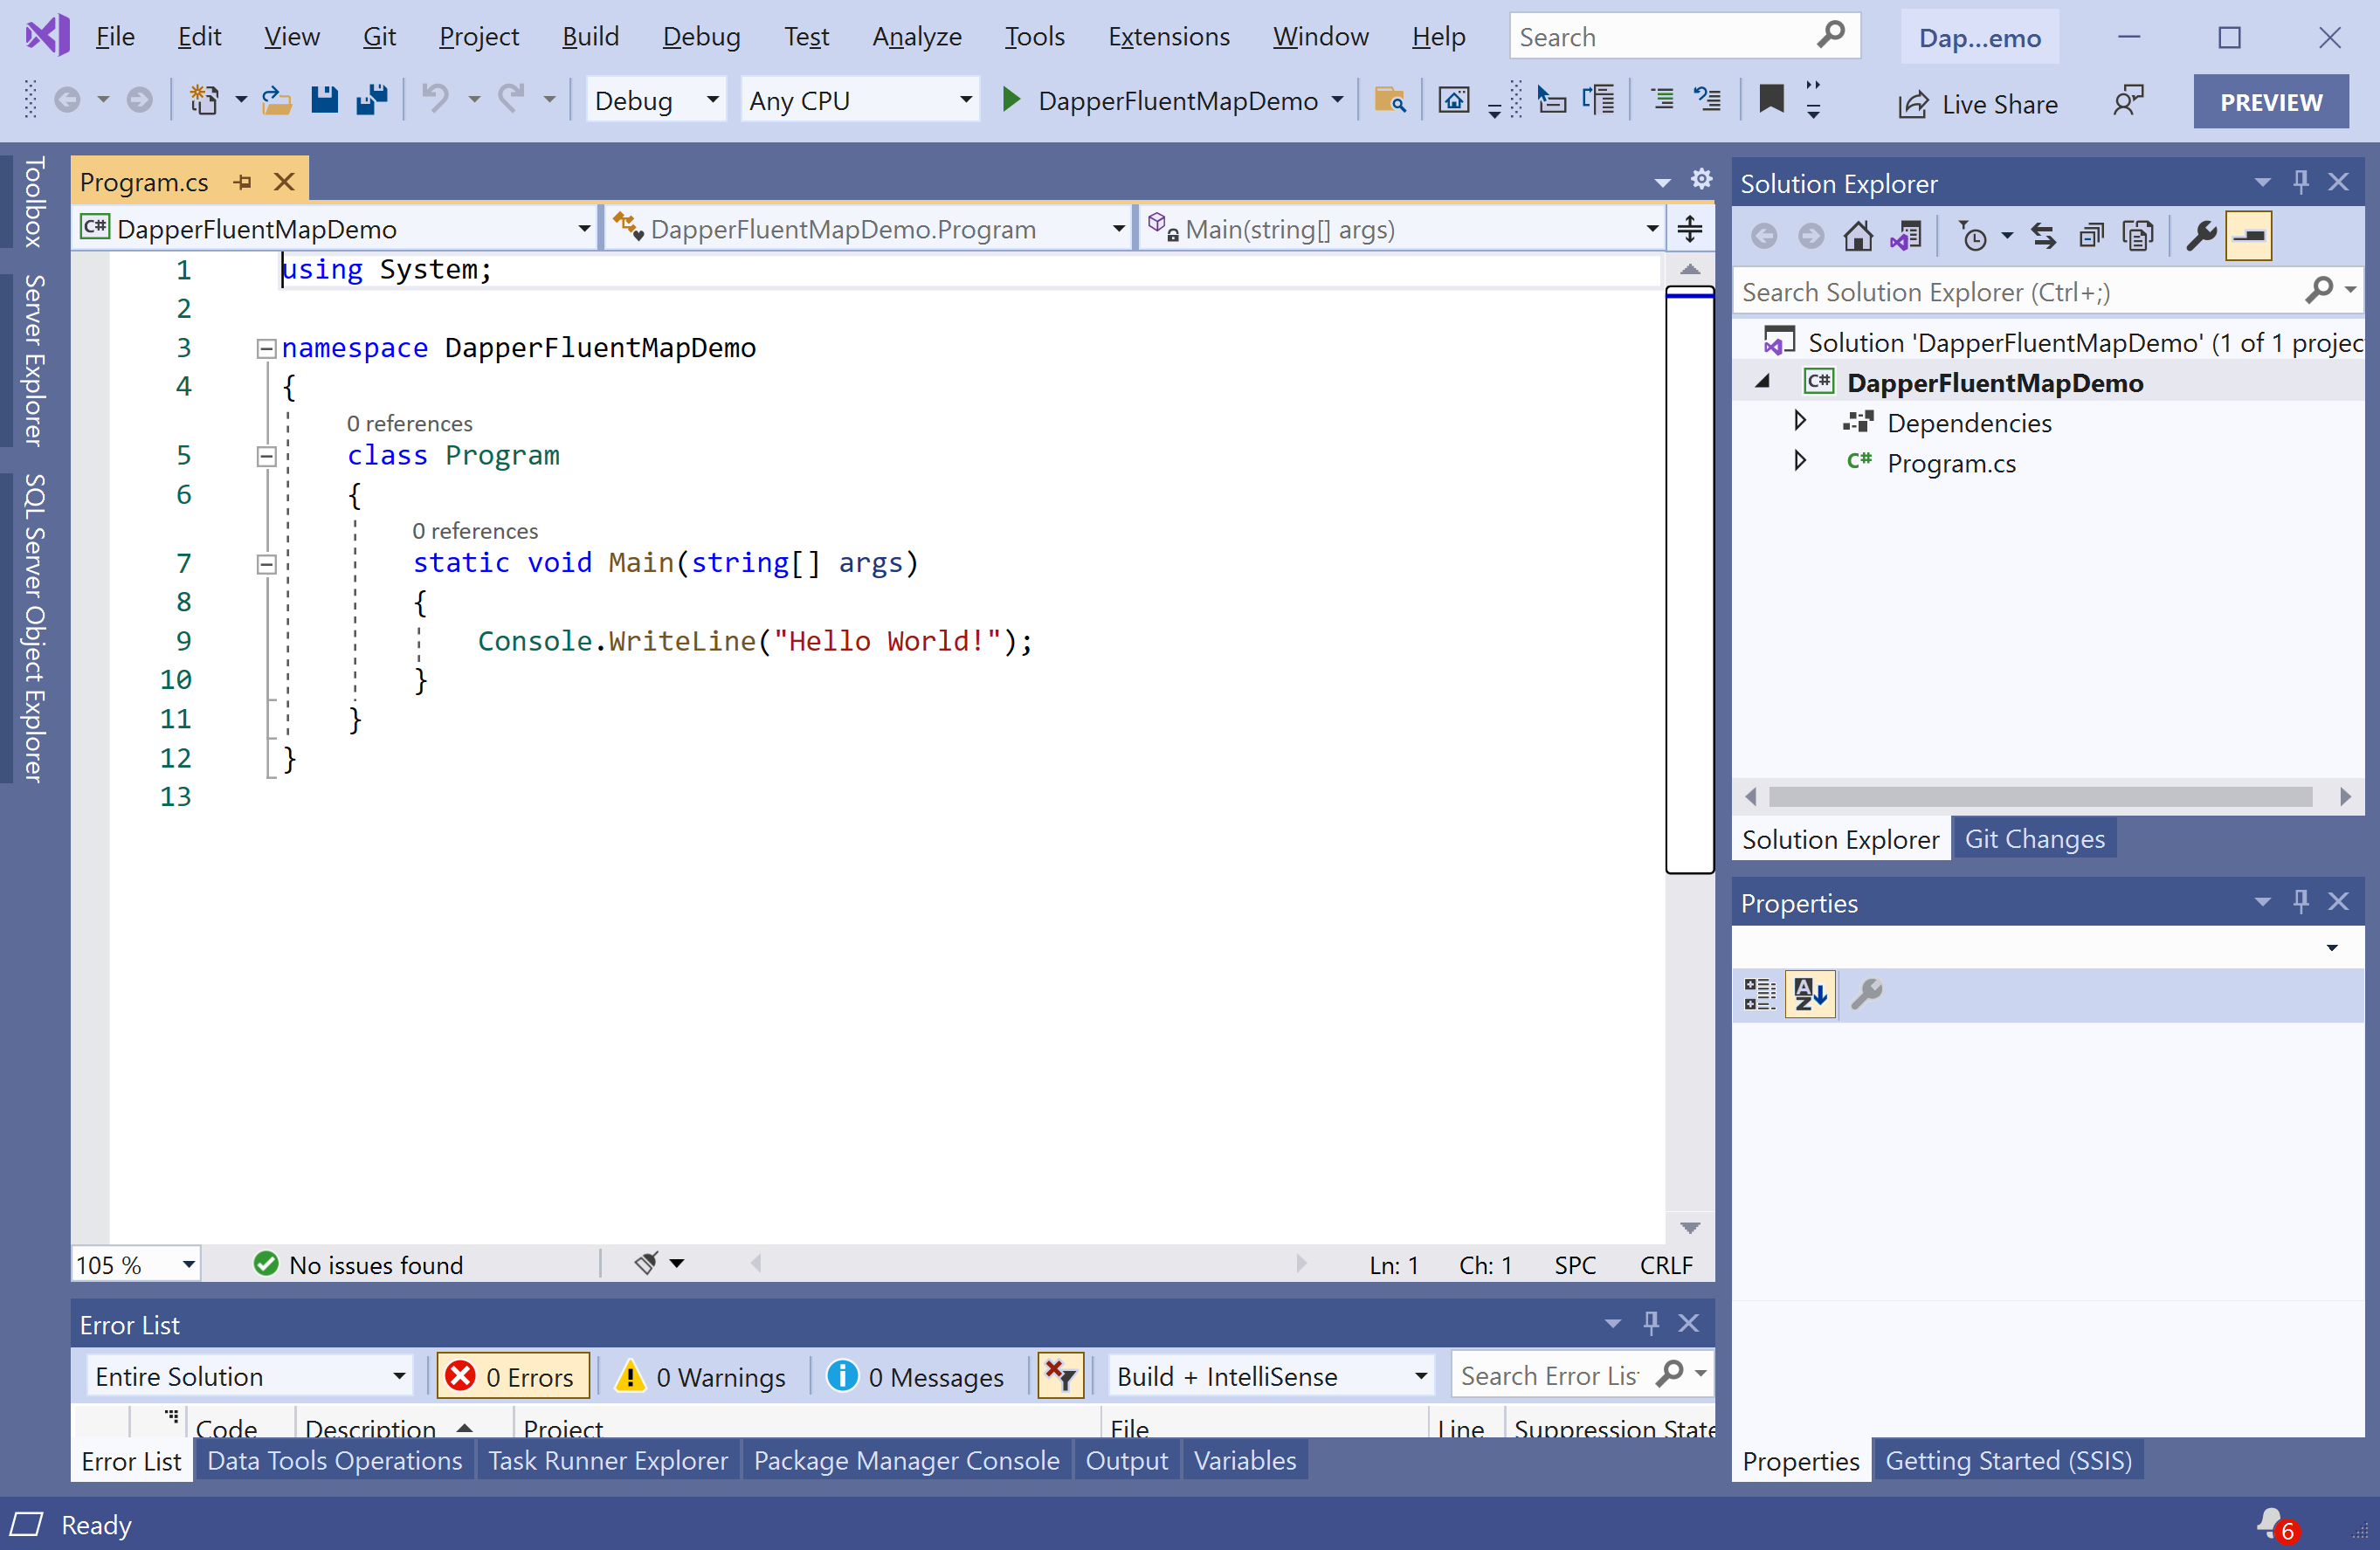 File Edit View Git Project Build Debug Test Analyze Tools Extensions Window Help Search Dap...emo
Debug Any CPU DapperFluentMapDemo Live Share PREVIEW
Toolbox
Server Explorer
SQL Server Object Explorer
Program.cs
C# DapperFluentMapDemo DapperFluentMapDemo.Program Main(string[] args)
1 using System;
2
3 namespace DapperFluentMapDemo
4 {
0 references
5 class Program
6 {
0 references
7 static void Main(string[] args)
8 {
9 Console.WriteLine("Hello World!");
10 }
11 }
12 }
13
105 % No issues found Ln: 1 Ch: 1 SPC CRLF
Error List
Entire Solution 0 Errors 0 Warnings 0 Messages Build + IntelliSense Search Error Lis
Code Description Project File Line Suppression State
Error List Data Tools Operations Task Runner Explorer Package Manager Console Output Variables
Solution Explorer
Search Solution Explorer (Ctrl+;)
Solution 'DapperFluentMapDemo' (1 of 1 projec
C# DapperFluentMapDemo
Dependencies
C# Program.cs
Solution Explorer Git Changes
Properties
AZ
Properties Getting Started (SSIS)
Ready 6